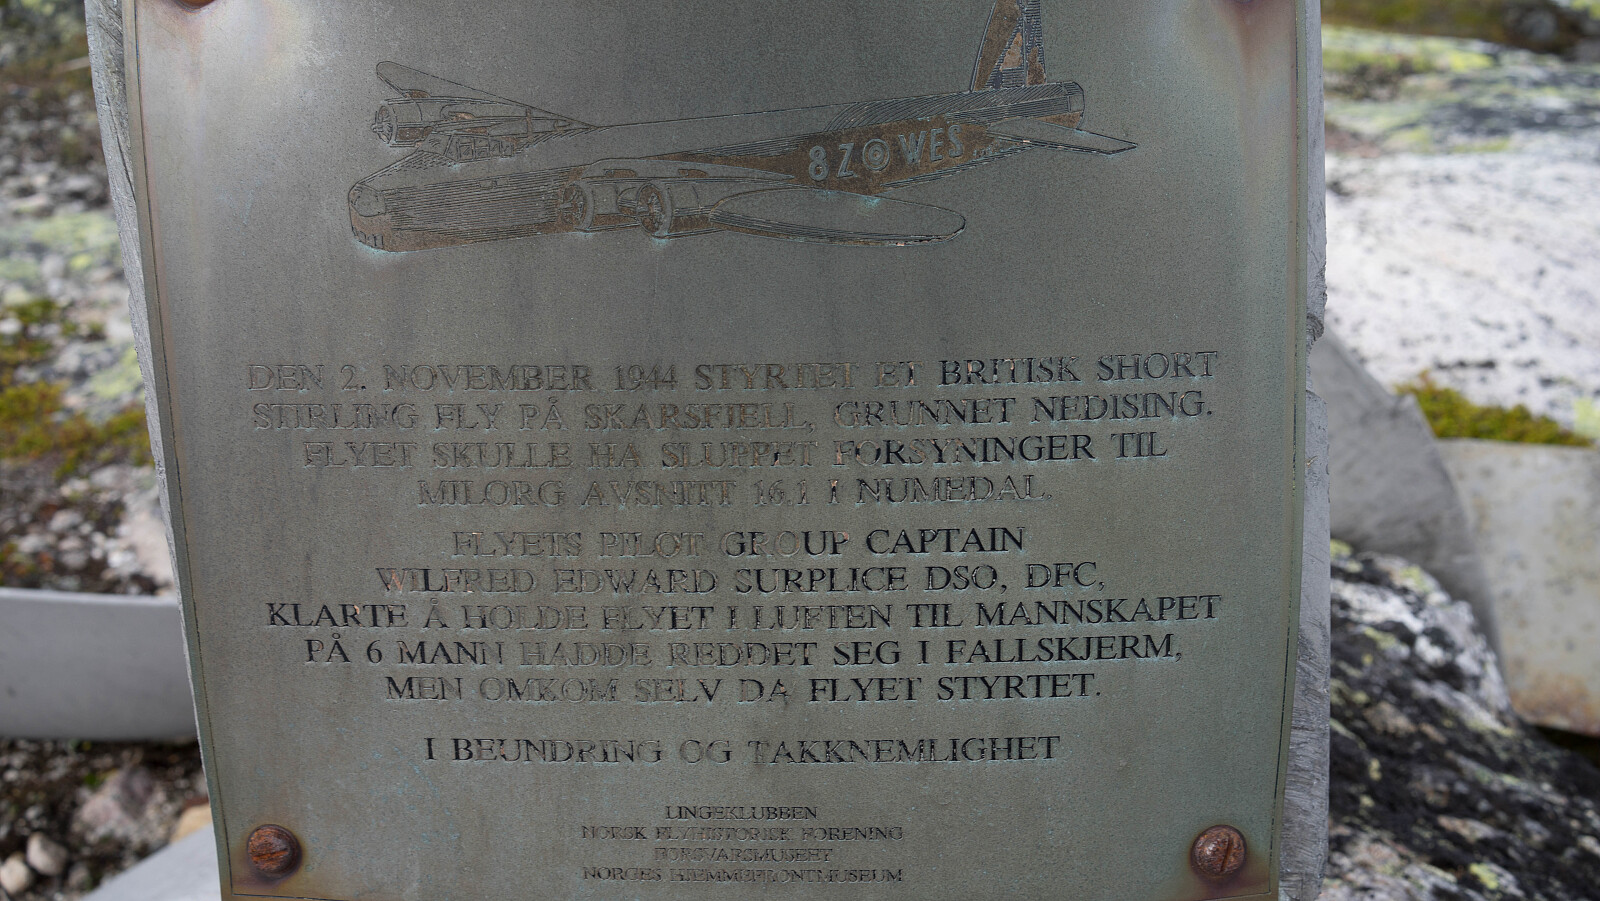 8Z WES
DEN 2. NOVEMBER 1944 STYRTET ET BRITISK SHORT
STIRLING FLY PÅ SKARSFJELL, GRUNNET NEDISING.
FLYET SKULLE HA SLUPPET FORSYNINGER TIL
MILORG AVSNITT 16.1 I NUMEDAL.
FLYETS PILOT GROUP CAPTAIN
WILFRED EDWARD SURPLICE DSO, DFC,
KLARTE Å HOLDE FLYET I LUFTEN TIL MANNSKAPET
PÅ 6 MANN HADDE REDDET SEG I FALLSKJERM,
MEN OMKOM SELV DA FLYET STYRTET.
I BEUNDRING OG TAKKNEMLIGHET
LINGEKLUBBEN
NORSK FLYHISTORISK FORENING
FORSVARSMUSEET
NORGES HJEMMEFRONTMUSEUM